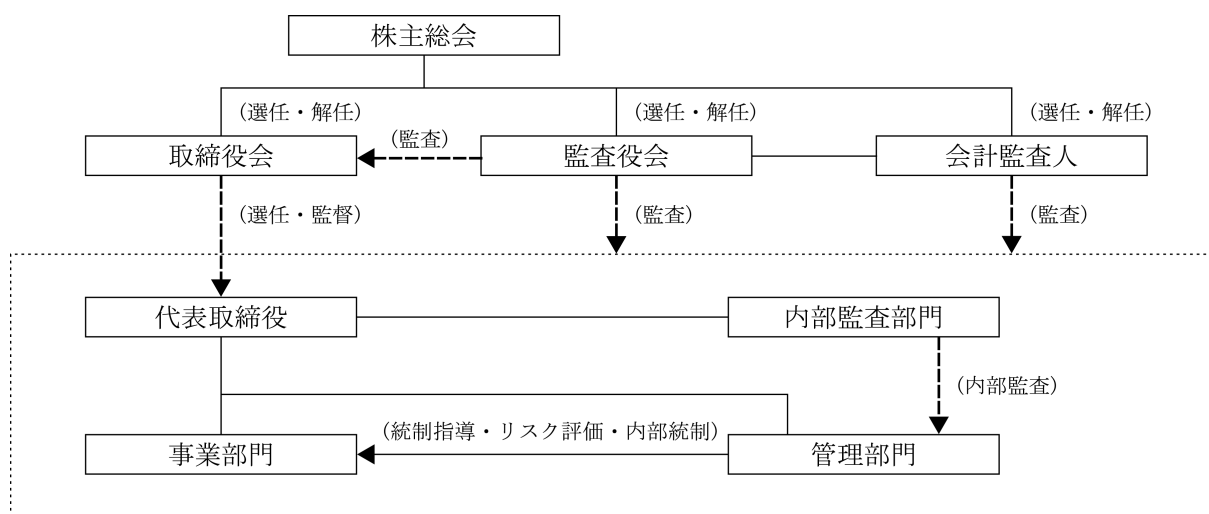 株主総会
(選任・解任)
(選任・解任)
(選任・解任)
取締役会
(監査)
監査役会
会計監査人
(選任・監督)
(監査)
(監査)
代表取締役
内部監査部門
(内部監査)
(統制指導・リスク評価・内部統制)
事業部門
管理部門